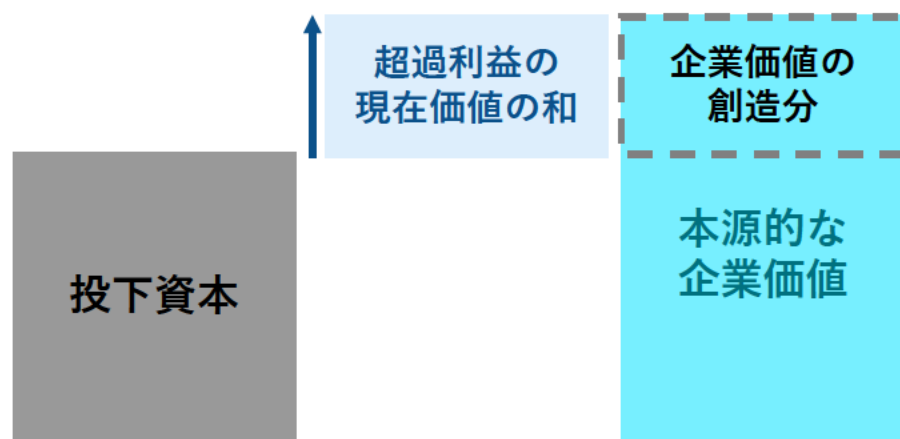 超過利益の
現在価値の和
企業価値の
創造分
投下資本
本源的な
企業価値